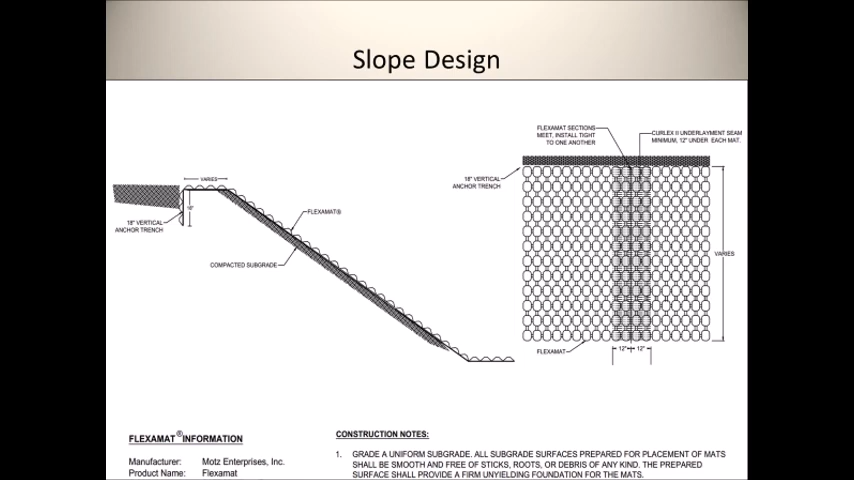 Slope Design
VARIES
18"
18" VERTICAL
ANCHOR TRENCH
FLEXAMAT®
COMPACTED SUBGRADE
FLEXAMAT SECTIONS
MEET, INSTALL TIGHT
TO ONE ANOTHER
CURLEX II UNDERLAYMENT SEAM
MINIMUM, 12" UNDER EACH MAT.
18" VERTICAL
ANCHOR TRENCH
VARIES
FLEXAMAT
12" 12"
FLEXAMAT® INFORMATION
Manufacturer: Motz Enterprises, Inc.
Product Name: Flexamat
CONSTRUCTION NOTES:
1. GRADE A UNIFORM SUBGRADE. ALL SUBGRADE SURFACES PREPARED FOR PLACEMENT OF MATS
SHALL BE SMOOTH AND FREE OF STICKS, ROOTS, OR DEBRIS OF ANY KIND. THE PREPARED
SURFACE SHALL PROVIDE A FIRM UNYIELDING FOUNDATION FOR THE MATS.